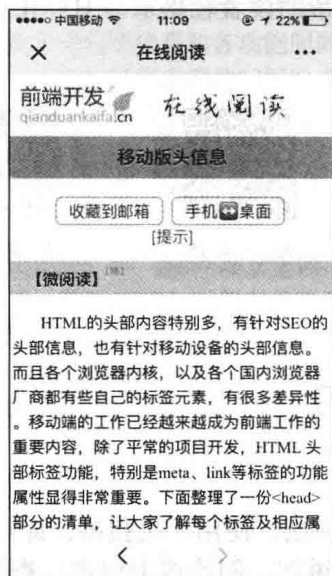 中国移动 11:09 22%
在线阅读 ...
前端开发
qianduankaifa.cn
在线阅读
移动版头信息
收藏到邮箱 手机桌面
[提示]
【微阅读】
HTML的头部内容特别多，有针对SEO的
头部信息，也有针对移动设备的头部信息。
而且各个浏览器内核，以及各个国内浏览器
厂商都有些自己的标签元素，有很多差异性
。移动端的工作已经越来越成为前端工作的
重要内容，除了平常的项目开发，HTML 头
部标签功能，特别是meta、link等标签的功能
属性显得非常重要。下面整理了一份<head>
部分的清单，让大家了解每个标签及相应属